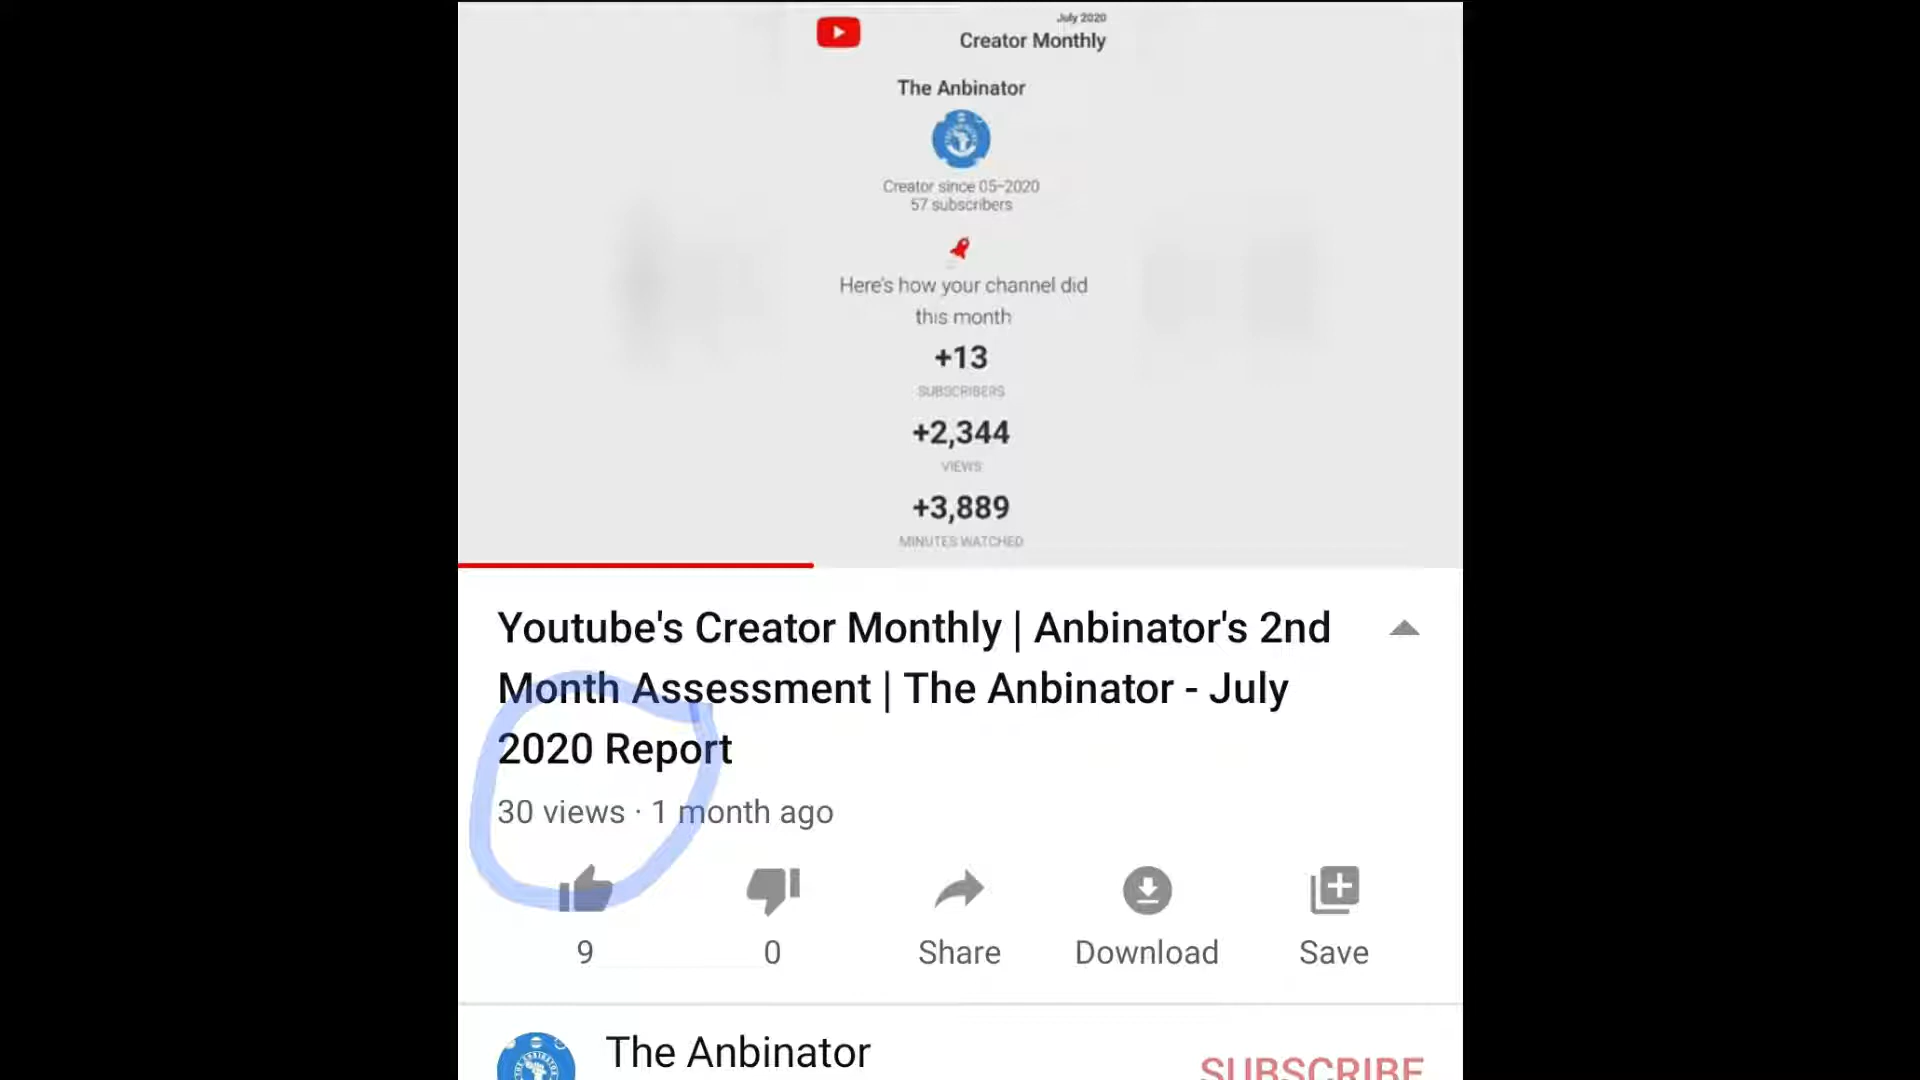 July 2020
Creator Monthly
The Anbinator
Creator since 05-2020
57 subscribers
Here's how your channel did
this month
+13
SUBSCRIBERS
+2,344
VIEWS
+3,889
MINUTES WATCHED
Youtube's Creator Monthly | Anbinator's 2nd
Month Assessment | The Anbinator - July
2020 Report
30 views · 1 month ago
9 0 Share Download Save
The Anbinator
SUBSCRIBE